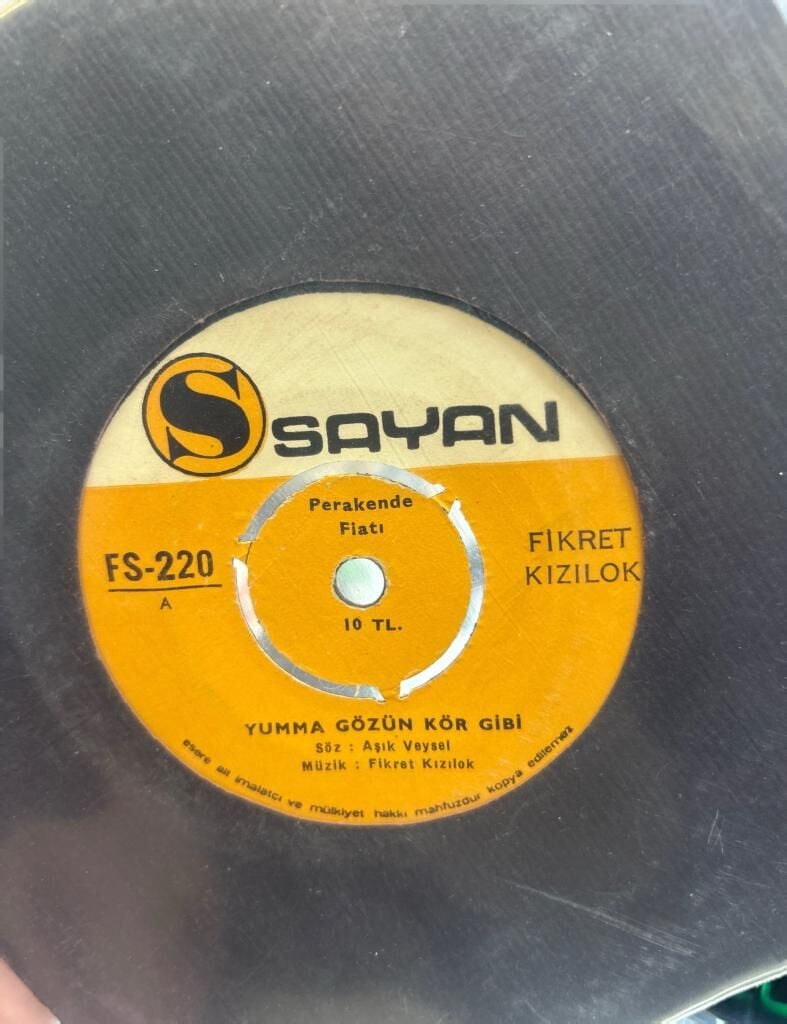 S SAYAN
Perakende
Fiatı
FS-220
A
FİKRET
KIZILOK
10 TL.
YUMMA GÖZÜN KÖR GİBİ
Söz : Aşık Veysel
Müzik : Fikret Kızılok
esere ait imalatçı ve mülkiyet hakkı mahfuzdur kopya edilemez